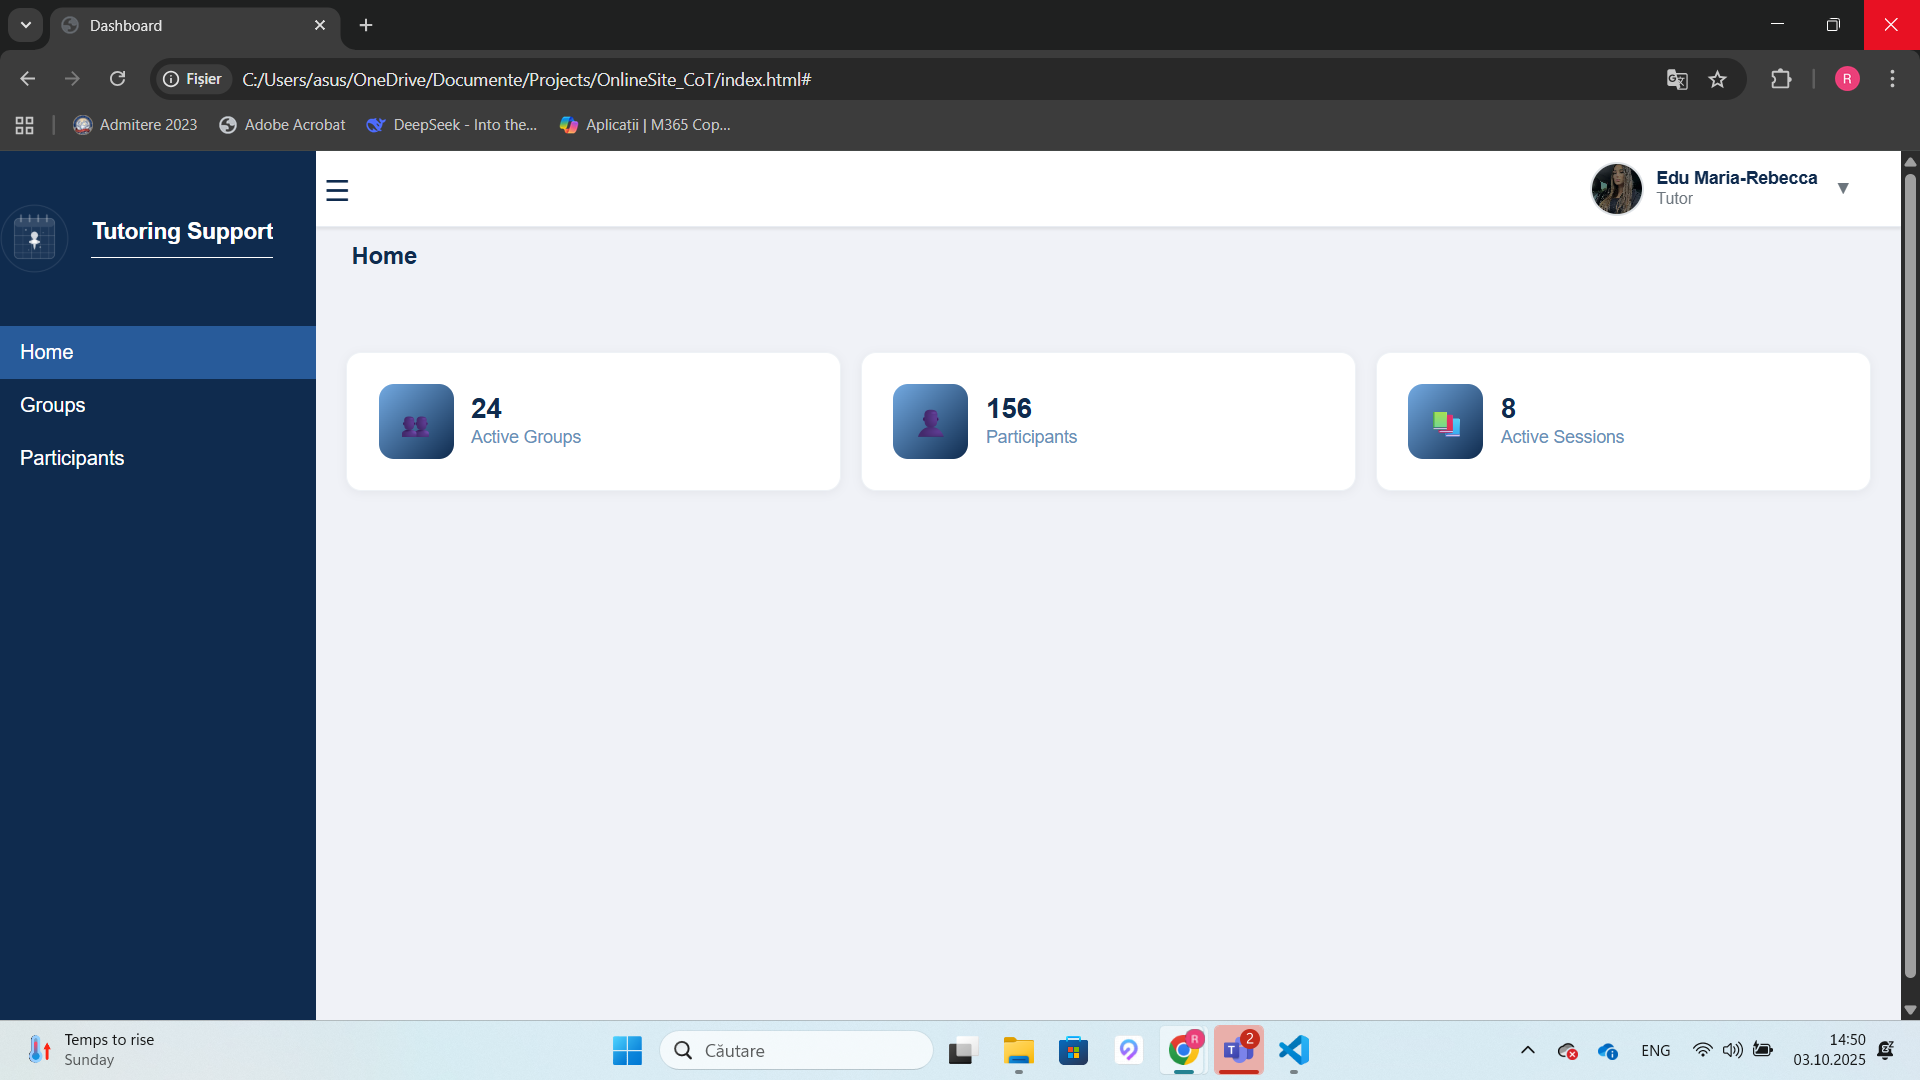 Dashboard
Fișier
C:/Users/asus/OneDrive/Documente/Projects/OnlineSite_CoT/index.html#
R
Admitere 2023
Adobe Acrobat
DeepSeek - Into the...
Aplicații | M365 Cop...
Tutoring Support
Home
Groups
Participants
Edu Maria-Rebecca
Tutor
Home
24
Active Groups
156
Participants
8
Active Sessions
Temps to rise
Sunday
Căutare
R
T
2
ENG
14:50
03.10.2025